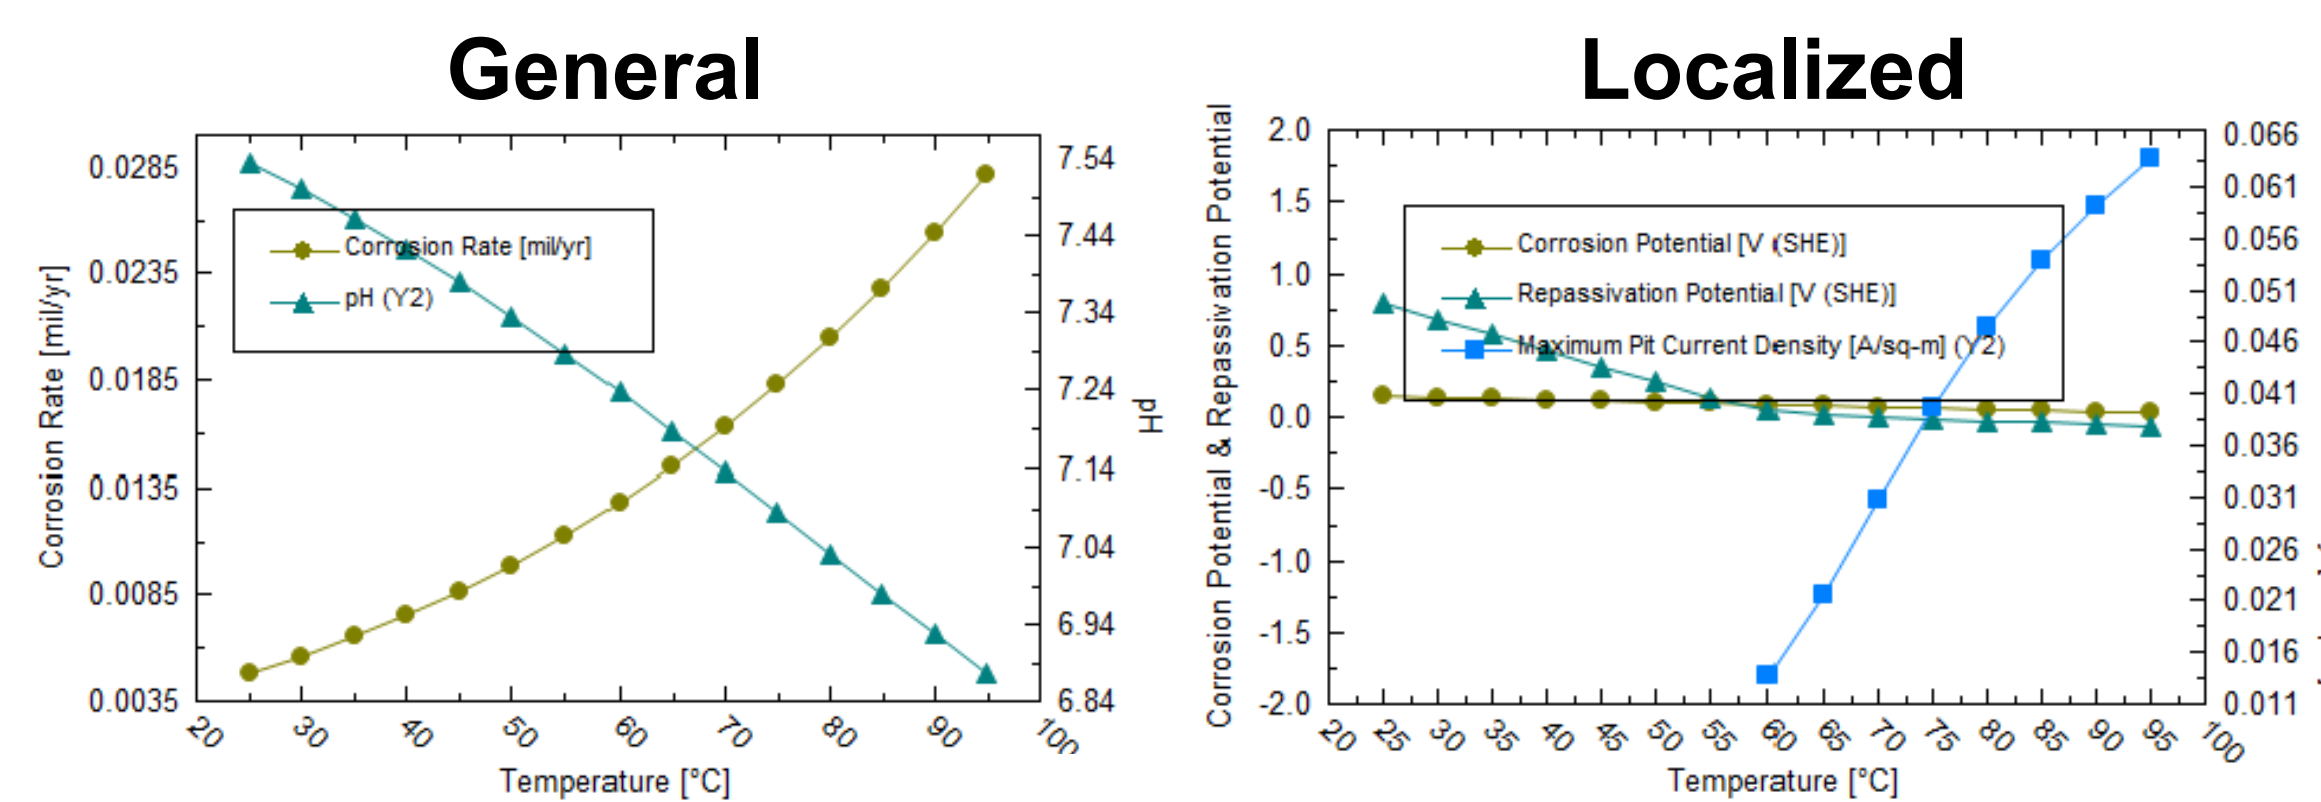 General
Corrosion Rate [mil/yr]
0.0285
0.0235
0.0185
0.0135
0.0085
0.0035
Corrosion Rate [mil/yr]
pH (Y2)
7.54
7.44
7.34
7.24
7.14
7.04
6.94
6.84
pH
20 30 40 50 60 70 80 90 100
Temperature [°C]
Localized
Corrosion Potential & Repassivation Potential
2.0
1.5
1.0
0.5
0.0
-0.5
-1.0
-1.5
-2.0
Corrosion Potential [V (SHE)]
Repassivation Potential [V (SHE)]
Maximum Pit Current Density [A/sq-m] (Y2)
0.066
0.061
0.056
0.051
0.046
0.041
0.036
0.031
0.026
0.021
0.016
0.011
20 25 30 35 40 45 50 55 60 65 70 75 80 85 90 95 100
Temperature [°C]